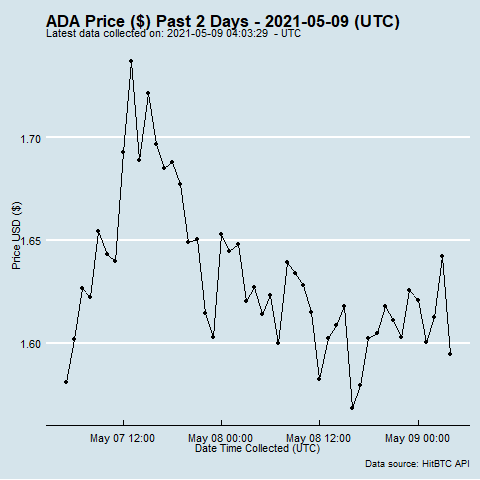 ADA Price ($) Past 2 Days - 2021-05-09 (UTC)
Latest data collected on: 2021-05-09 04:03:29 - UTC
Price USD ($)
1.70
1.65
1.60
May 07 12:00 May 08 00:00 May 08 12:00 May 09 00:00
Date Time Collected (UTC)
Data source: HitBTC API